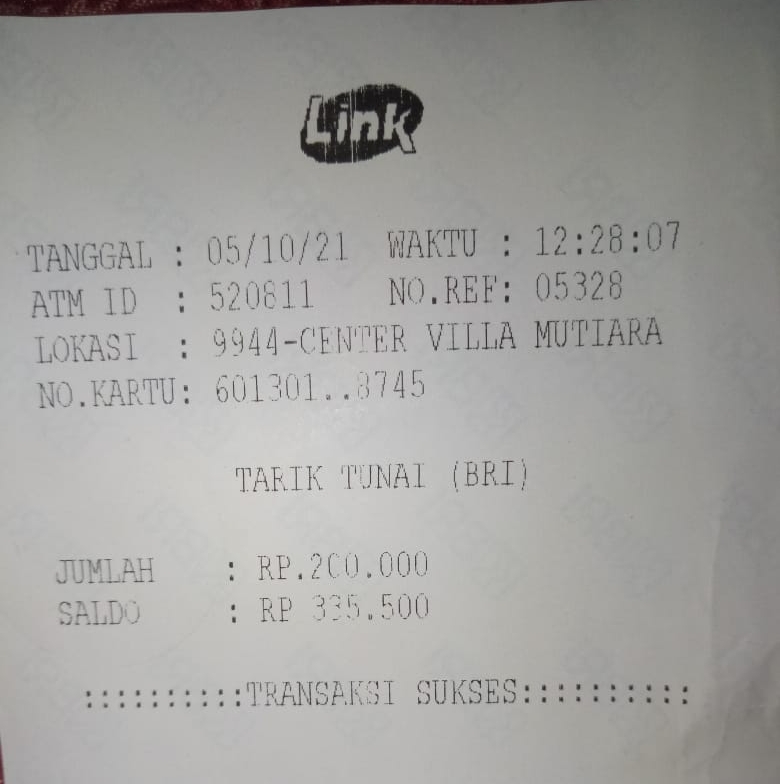 Link
TANGGAL : 05/10/21 WAKTU : 12:28:07
ATM ID : 520811 NO.REF: 05328
LOKASI : 9944-CENTER VILLA MUTIARA
NO.KARTU: 601301..8745
TARIK TUNAI (BRI)
JUMLAH : RP.200.000
SALDO : RP 335.500
::::::::::TRANSAKSI SUKSES::::::::::